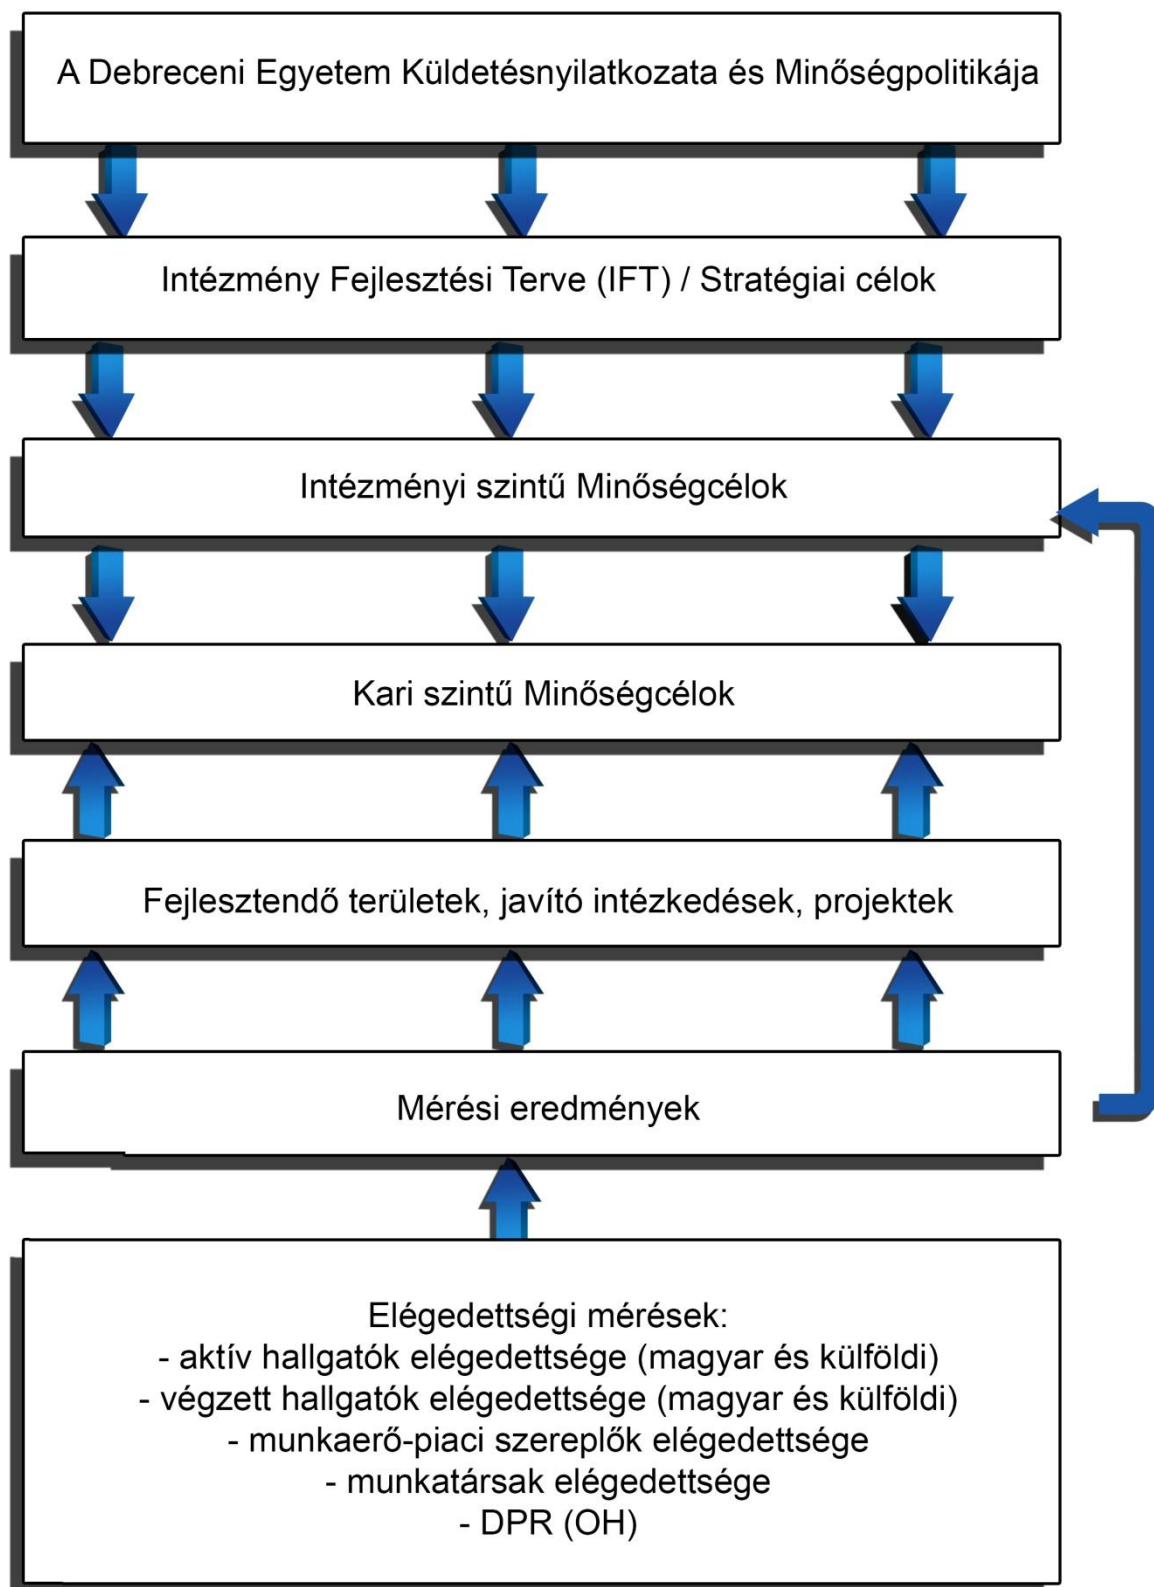 A Debreceni Egyetem Küldetésnyilatkozata és Minőségpolitikája
Intézmény Fejlesztési Terve (IFT) / Stratégiai célok
Intézményi szintű Minőségcélok
Kari szintű Minőségcélok
Fejlesztendő területek, javító intézkedések, projektek
Mérési eredmények
Elégedettségi mérések:
- aktív hallgatók elégedettsége (magyar és külföldi)
- végzett hallgatók elégedettsége (magyar és külföldi)
- munkaerő-piaci szereplők elégedettsége
- munkatársak elégedettsége
- DPR (OH)